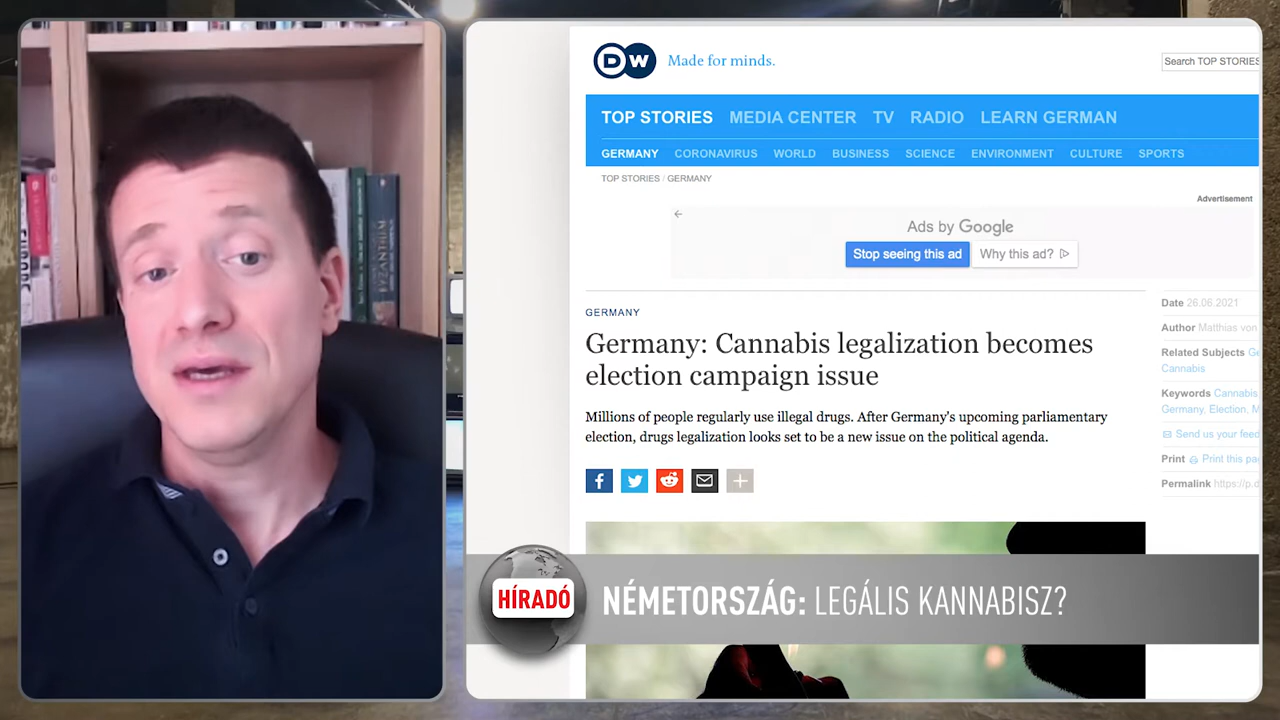 DW Made for minds.
Search TOP STORIES
TOP STORIES MEDIA CENTER TV RADIO LEARN GERMAN
GERMANY CORONAVIRUS WORLD BUSINESS SCIENCE ENVIRONMENT CULTURE SPORTS
TOP STORIES / GERMANY
Advertisement
Ads by Google
Stop seeing this ad Why this ad?
GERMANY
Germany: Cannabis legalization becomes
election campaign issue
Millions of people regularly use illegal drugs. After Germany's upcoming parliamentary
election, drugs legalization looks set to be a new issue on the political agenda.
Date 26.06.2021
Author Matthias von
Related Subjects
Cannabis
Keywords Cannabis
Germany, Election,
Send us your
Print Print this
Permalink
HÍRADÓ
NÉMETORSZÁG: LEGÁLIS KANNABISZ?
BYZANTIUM
EUROPE